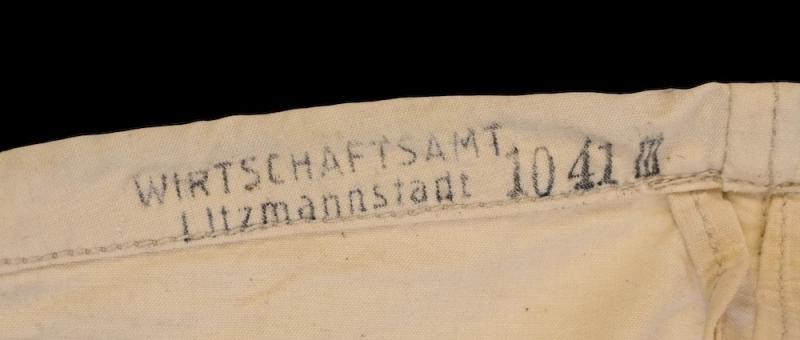 WIRTSCHAFTSAMT
Litzmannstadt 10 41 III